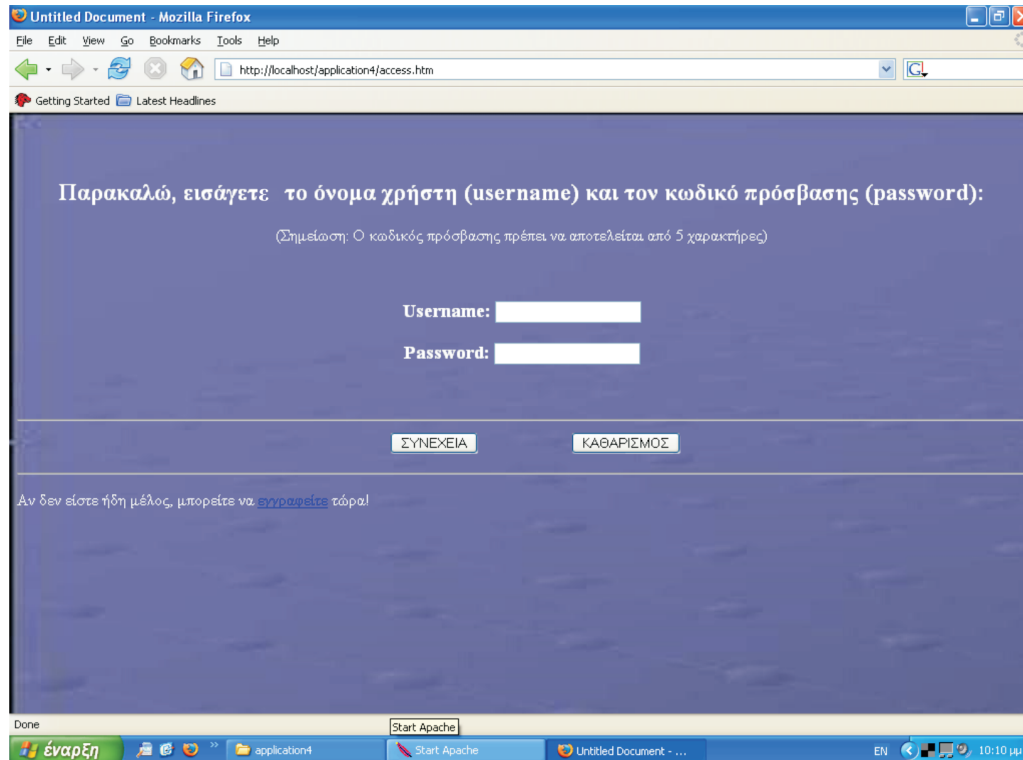 Untitled Document - Mozilla Firefox
File Edit View Go Bookmarks Tools Help
http://localhost/application4/access.htm
G
Getting Started Latest Headlines
Παρακαλώ, εισάγετε το όνομα χρήστη (username) και τον κωδικό πρόσβασης (password):
(Σημείωση: Ο κωδικός πρόσβασης πρέπει να αποτελείται από 5 χαρακτήρες)
Username:
Password:
ΣΥΝΕΧΕΙΑ ΚΑΘΑΡΙΣΜΟΣ
Αν δεν είστε ήδη μέλος, μπορείτε να εγγραφείτε τώρα!
Done
Start Apache
έναρξη » application4 Start Apache Untitled Document - ... EN 10:10 μμ